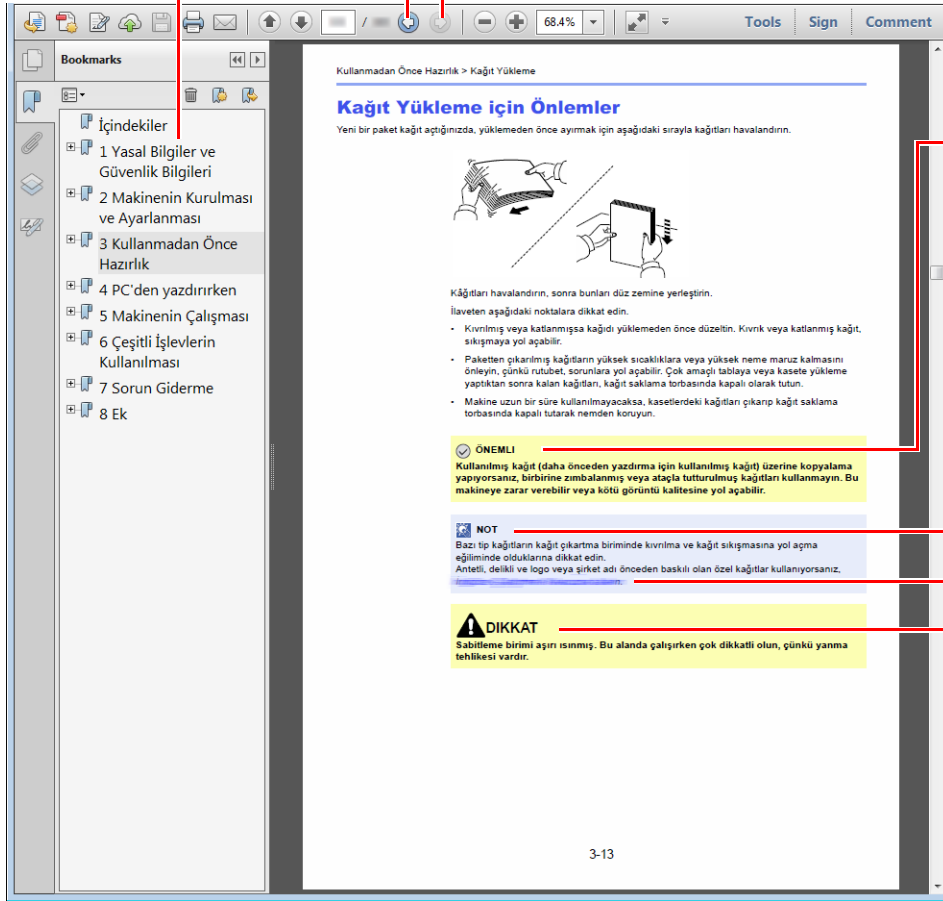 /
68.4%
Tools
Sign
Comment
Bookmarks
İçindekiler
1 Yasal Bilgiler ve
Güvenlik Bilgileri
2 Makinenin Kurulması
ve Ayarlanması
3 Kullanmadan Önce
Hazırlık
4 PC'den yazdırırken
5 Makinenin Çalışması
6 Çeşitli İşlevlerin
Kullanılması
7 Sorun Giderme
8 Ek
Kullanmadan Önce Hazırlık > Kağıt Yükleme
Kağıt Yükleme için Önlemler
Yeni bir paket kağıt açtığınızda, yüklemeden önce ayırmak için aşağıdaki sırayla kağıtları havalandırın.
Kâğıtları havalandırın, sonra bunları düz zemine yerleştirin.
İlaveten aşağıdaki noktalara dikkat edin.
• Kıvrılmış veya katlanmışsa kağıdı yüklemeden önce düzeltin. Kıvrık veya katlanmış kağıt,
sıkışmaya yol açabilir.
• Paketten çıkarılmış kağıtların yüksek sıcaklıklara veya yüksek neme maruz kalmasını
önleyin, çünkü rutubet, sorunlara yol açabilir. Çok amaçlı tablaya veya kasete yükleme
yaptıktan sonra kalan kağıtları, kağıt saklama torbasında kapalı olarak tutun.
• Makine uzun bir süre kullanılmayacaksa, kasetlerdeki kağıtları çıkarıp kağıt saklama
torbasında kapalı tutarak nemden koruyun.
ÖNEMLI
Kullanılmış kağıt (daha önceden yazdırma için kullanılmış kağıt) üzerine kopyalama
yapıyorsanız, birbirine zımbalanmış veya ataçla tutturulmuş kağıtları kullanmayın. Bu
makineye zarar verebilir veya kötü görüntü kalitesine yol açabilir.
NOT
Bazı tip kağıtların kağıt çıkartma biriminde kıvrılma ve kağıt sıkışmasına yol açma
eğiliminde olduklarına dikkat edin.
Antetli, delikli ve logo veya şirket adı önceden baskılı olan özel kağıtlar kullanıyorsanız,
DIKKAT
Sabitleme birimi aşırı ısınmış. Bu alanda çalışırken çok dikkatli olun, çünkü yanma
tehlikesi vardır.
3-13